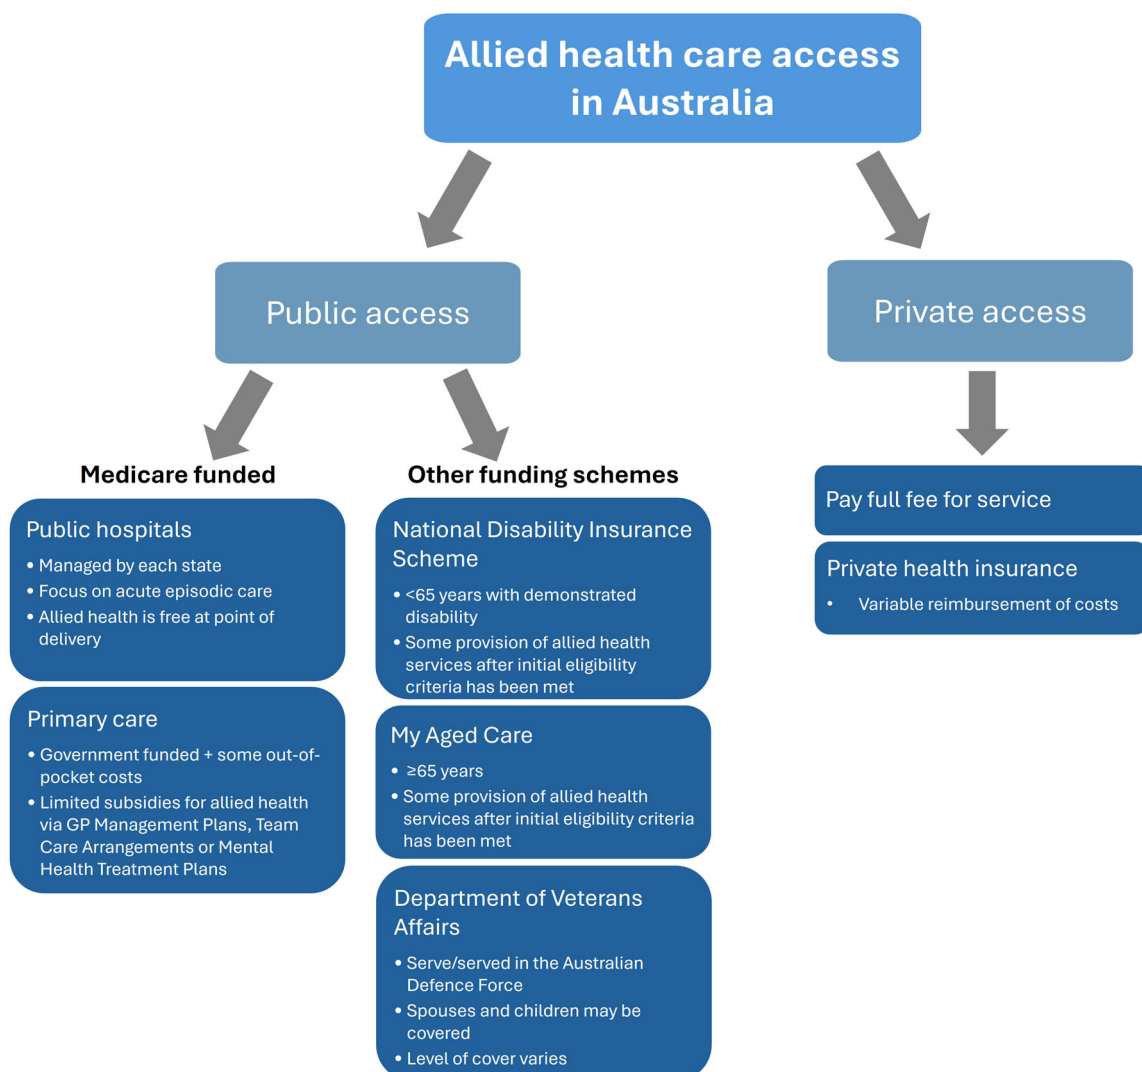 Allied health care access
in Australia
Public access
Private access
Medicare funded
Public hospitals
• Managed by each state
• Focus on acute episodic care
• Allied health is free at point of
delivery
Primary care
• Government funded + some out-of-
pocket costs
• Limited subsidies for allied health
via GP Management Plans, Team
Care Arrangements or Mental
Health Treatment Plans
Other funding schemes
National Disability Insurance
Scheme
• <65 years with demonstrated
disability
• Some provision of allied health
services after initial eligibility
criteria has been met
My Aged Care
• ≥65 years
• Some provision of allied health
services after initial eligibility criteria
has been met
Department of Veterans
Affairs
• Serve/served in the Australian
Defence Force
• Spouses and children may be
covered
• Level of cover varies
Pay full fee for service
Private health insurance
• Variable reimbursement of costs